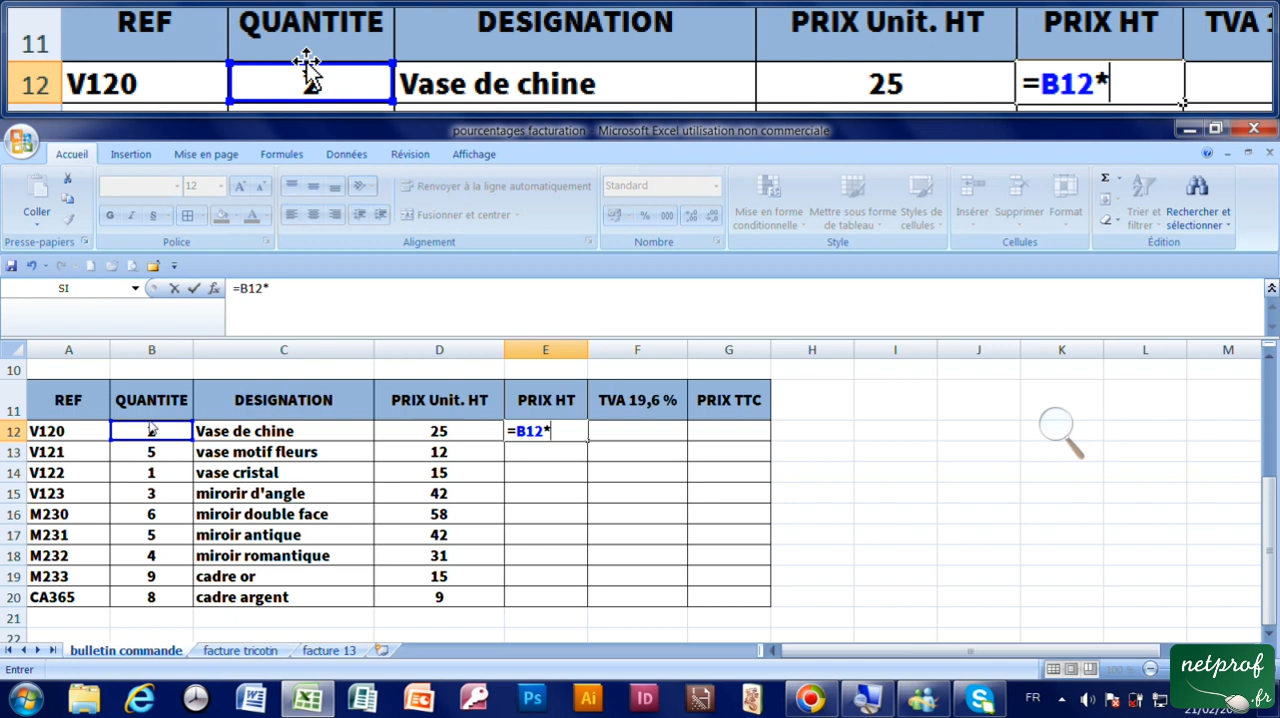 REF QUANTITE DESIGNATION PRIX Unit. HT PRIX HT TVA
11
12 V120 Vase de chine 25 =B12*
pourcentages facturation - Microsoft Excel utilisation non commerciale
Accueil Insertion Mise en page Formules Données Révision Affichage
12 A A Renvoyer à la ligne automatiquement Standard Σ
Coller G I S A Fusionner et centrer % 000 Mise en forme conditionnelle Mettre sous forme de tableau Styles de cellules Insérer Supprimer Format Trier et filtrer Rechercher et sélectionner
Presse-papiers Police Alignement Nombre Style Cellules Édition
SI fx =B12*
A B C D E F G H I J K L M
10
11 REF QUANTITE DESIGNATION PRIX Unit. HT PRIX HT TVA 19,6 % PRIX TTC
12 V120 Vase de chine 25 =B12*
13 V121 5 vase motif fleurs 12
14 V122 1 vase cristal 15
15 V123 3 mirorir d'angle 42
16 M230 6 miroir double face 58
17 M231 5 miroir antique 42
18 M232 4 miroir romantique 31
19 M233 9 cadre or 15
20 CA365 8 cadre argent 9
21
22
bulletin commande facture tricotin facture 13
Entrer 100 %
netprof
.fr
Ps Ai Id FR